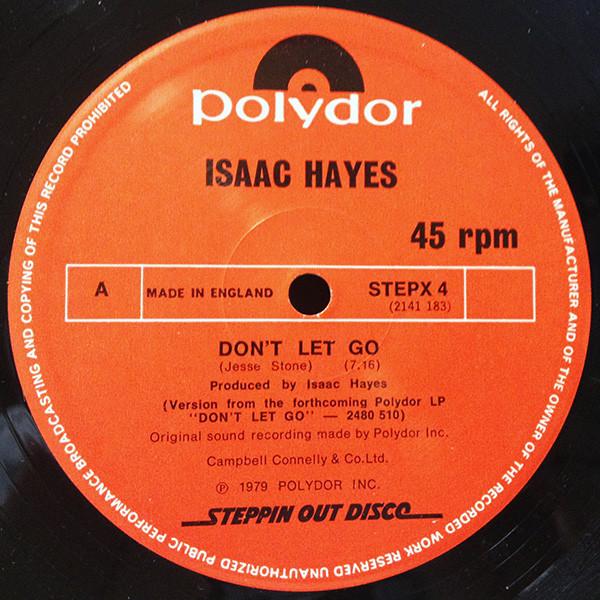 polydor
ISAAC HAYES
45 rpm
A
MADE IN ENGLAND
STEPX 4
(2141 183)
DON'T LET GO
(Jesse Stone) (7.16)
Produced by Isaac Hayes
(Version from the forthcoming Polydor LP
"DON'T LET GO" — 2480 510)
Original sound recording made by Polydor Inc.
Campbell Connelly & Co.Ltd.
℗ 1979 POLYDOR INC.
STEPPIN OUT DISCO
ALL RIGHTS OF THE MANUFACTURER AND OF THE OWNER OF THE RECORDED WORK RESERVED UNAUTHORIZED PUBLIC PERFORMANCE BROADCASTING AND COPYING OF THIS RECORD PROHIBITED